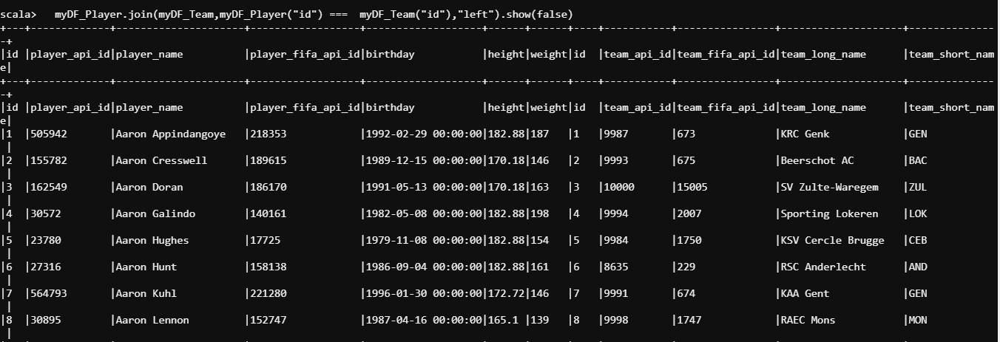 scala>   myDF_Player.join(myDF_Team,myDF_Player("id") ===  myDF_Team("id"),"left").show(false)
+---+-------------+---------------------+------------------+-------------------+------+------+----+-----------+----------------+--------------------+--------------
-+
|id |player_api_id|player_name          |player_fifa_api_id|birthday           |height|weight|id  |team_api_id|team_fifa_api_id|team_long_name      |team_short_nam
e|
+---+-------------+---------------------+------------------+-------------------+------+------+----+-----------+----------------+--------------------+--------------
-+
|id |player_api_id|player_name          |player_fifa_api_id|birthday           |height|weight|id  |team_api_id|team_fifa_api_id|team_long_name      |team_short_nam
e|
|1  |505942       |Aaron Appindangoye   |218353            |1992-02-29 00:00:00|182.88|187   |1   |9987       |673             |KRC Genk            |GEN
 |
|2  |155782       |Aaron Cresswell      |189615            |1989-12-15 00:00:00|170.18|146   |2   |9993       |675             |Beerschot AC        |BAC
 |
|3  |162549       |Aaron Doran          |186170            |1991-05-13 00:00:00|170.18|163   |3   |10000      |15005           |SV Zulte-Waregem    |ZUL
 |
|4  |30572        |Aaron Galindo        |140161            |1982-05-08 00:00:00|182.88|198   |4   |9994       |2007            |Sporting Lokeren    |LOK
 |
|5  |23780        |Aaron Hughes         |17725             |1979-11-08 00:00:00|182.88|154   |5   |9984       |1750            |KSV Cercle Brugge   |CEB
 |
|6  |27316        |Aaron Hunt           |158138            |1986-09-04 00:00:00|182.88|161   |6   |8635       |229             |RSC Anderlecht      |AND
 |
|7  |564793       |Aaron Kuhl           |221280            |1996-01-30 00:00:00|172.72|146   |7   |9991       |674             |KAA Gent            |GEN
 |
|8  |30895        |Aaron Lennon         |152747            |1987-04-16 00:00:00|165.1 |139   |8   |9998       |1747            |RAEC Mons           |MON
 |